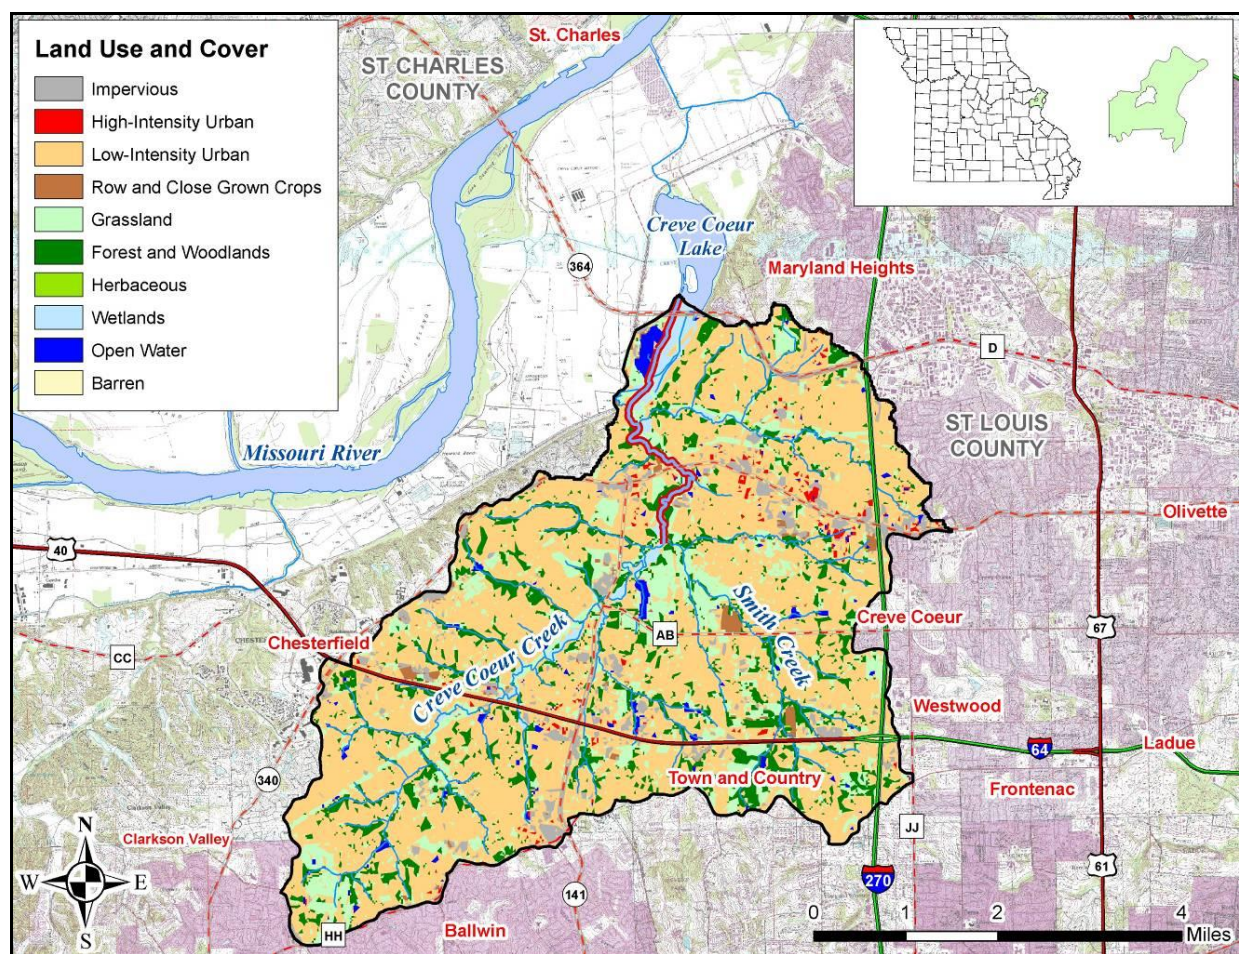 Land Use and Cover
Impervious
High-Intensity Urban
Low-Intensity Urban
Row and Close Grown Crops
Grassland
Forest and Woodlands
Herbaceous
Wetlands
Open Water
Barren
St. Charles
ST CHARLES
COUNTY
Creve Coeur
Lake
364
Maryland Heights
D
ST LOUIS
COUNTY
Missouri River
Olivette
40
Creve Coeur
67
Smith Creek
AB
Chesterfield
CC
Creve Coeur Creek
Westwood
64
Ladue
Town and Country
Frontenac
340
Clarkson Valley
JJ
61
270
141
HH
Ballwin
N
W
E
S
0
1
2
4
Miles